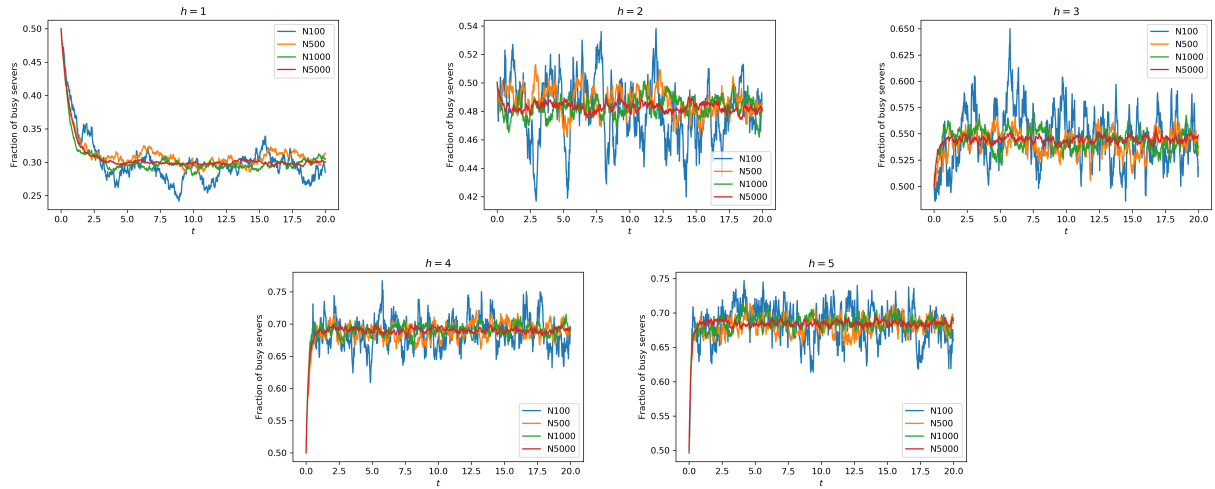 h = 1
Fraction of busy servers
0.50
0.45
0.40
0.35
0.30
0.25
0.0 2.5 5.0 7.5 10.0 12.5 15.0 17.5 20.0
t
N100
N500
N1000
N5000
h = 2
Fraction of busy servers
0.54
0.52
0.50
0.48
0.46
0.44
0.42
0.0 2.5 5.0 7.5 10.0 12.5 15.0 17.5 20.0
t
N100
N500
N1000
N5000
h = 3
Fraction of busy servers
0.650
0.625
0.600
0.575
0.550
0.525
0.500
0.0 2.5 5.0 7.5 10.0 12.5 15.0 17.5 20.0
t
N100
N500
N1000
N5000
h = 4
Fraction of busy servers
0.75
0.70
0.65
0.60
0.55
0.50
0.0 2.5 5.0 7.5 10.0 12.5 15.0 17.5 20.0
t
N100
N500
N1000
N5000
h = 5
Fraction of busy servers
0.75
0.70
0.65
0.60
0.55
0.50
0.0 2.5 5.0 7.5 10.0 12.5 15.0 17.5 20.0
t
N100
N500
N1000
N5000